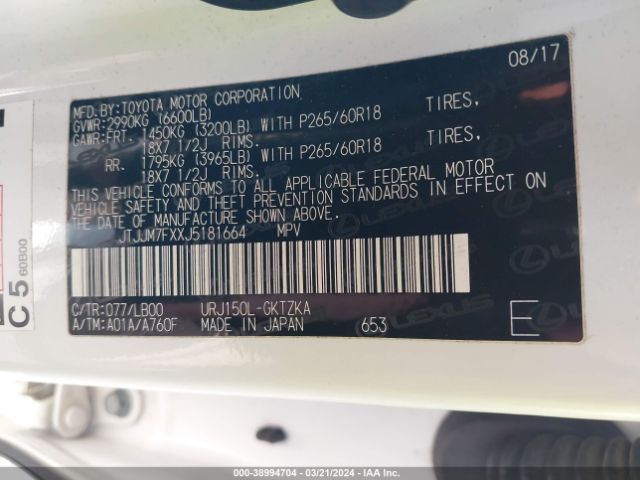 08/17
MFD.BY:TOYOTA MOTOR CORPORATION
GVWR:2990KG (6600LB)
GAWR:FRT. 1450KG (3200LB) WITH P265/60R18 TIRES,
18X7 1/2J RIMS.
RR. 1795KG (3965LB) WITH P265/60R18 TIRES,
18X7 1/2J RIMS.
THIS VEHICLE CONFORMS TO ALL APPLICABLE FEDERAL MOTOR
VEHICLE SAFETY AND THEFT PREVENTION STANDARDS IN EFFECT ON
THE DATE OF MANUFACTURE SHOWN ABOVE.
JTJJM7FXXJ5181664 MPV
C/TR:077/LB00 URJ150L-GKTZKA
A/TM:A01A/A760F MADE IN JAPAN 653 E
C 5 60B00
LEXUS
000-38994704 - 03/21/2024 - IAA. Inc.